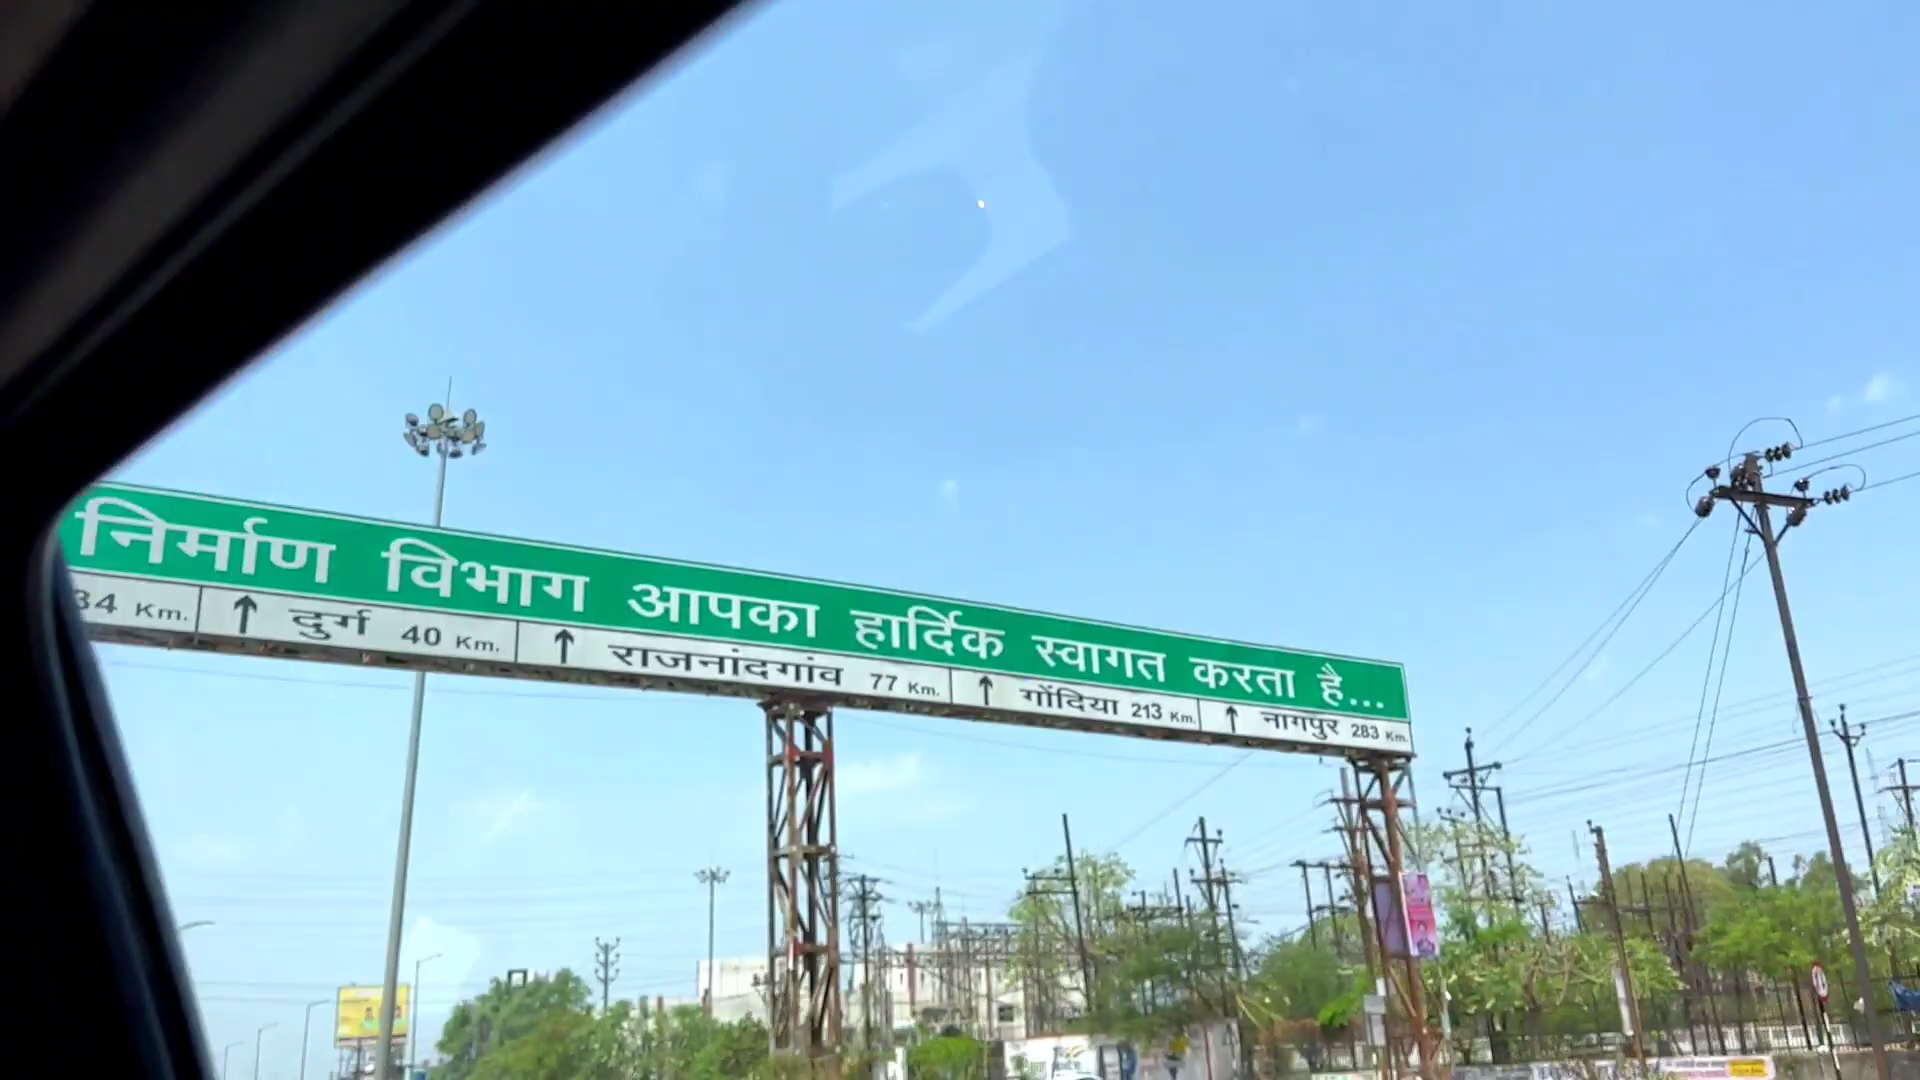 निर्माण विभाग आपका हार्दिक स्वागत करता है...
34 Km. ↑ दुर्ग 40 Km. ↑ राजनांदगांव 77 Km. ↑ गोंदिया 213 Km. ↑ नागपुर 283 Km.